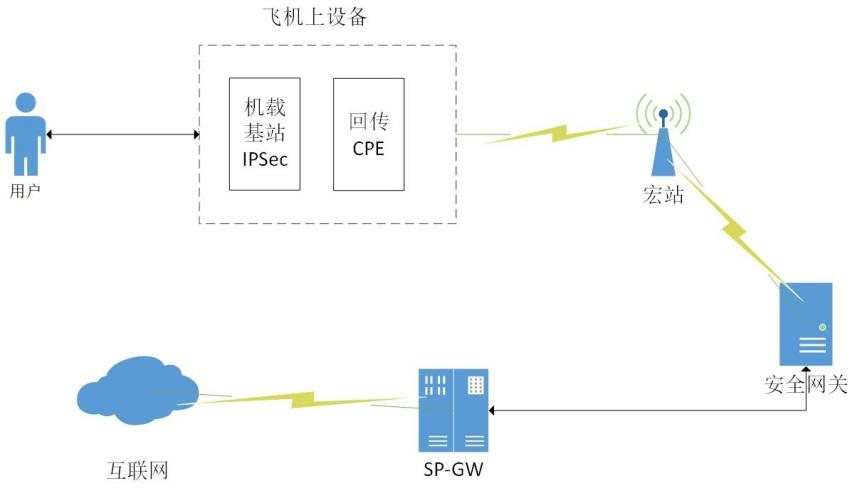 飞机上设备
机载
基站
IPSec
回传
CPE
用户
宏站
安全网关
SP-GW
互联网